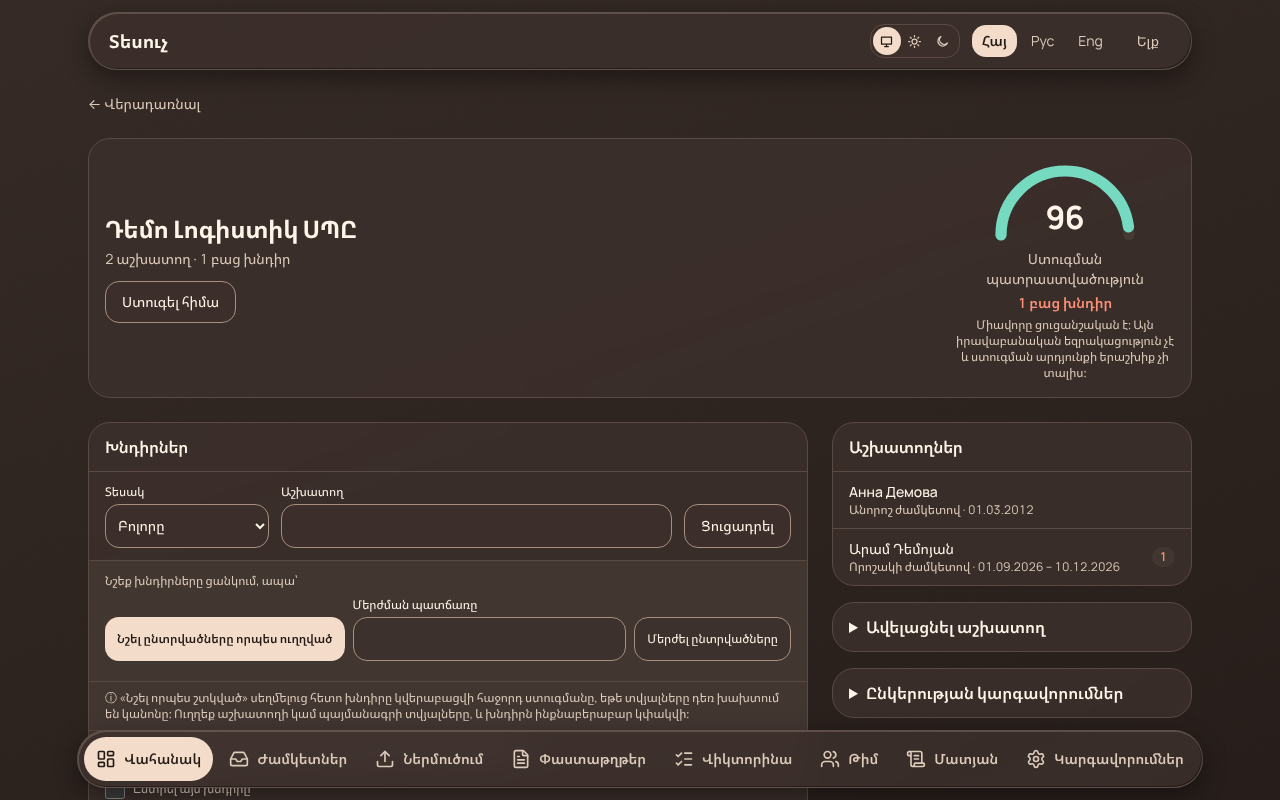 Տեսուչ
Հայ Рус Eng Ելք
← Վերադառնալ
Դեմո Լոգիստիկ ՍՊԸ
2 աշխատող · 1 բաց խնդիր
Ստուգել հիմա
96
Ստուգման
պատրաստվածություն
1 բաց խնդիր
Միավորը ցուցանշական է: Այն
իրավաբանական եզրակացություն չէ
և ստուգման արդյունքի երաշխիք չի
տալիս:
Խնդիրներ
Տեսակ
Աշխատող
Բոլորը
Ցուցադրել
Նշեք խնդիրները ցանկում, ապա՝
Մերժման պատճառը
Նշել ընտրվածները որպես ուղղված
Մերժել ընտրվածները
ⓘ «Նշել որպես շտկված» սեղմելուց հետո խնդիրը կվերաբացվի հաջորդ ստուգմանը, եթե տվյալները դեռ խախտում
են կանոնը: Ուղղեք աշխատողի կամ պայմանագրի տվյալները, և խնդիրն ինքնաբերաբար կփակվի:
Ընտրել այս խնդիրը
Աշխատողներ
Анна Демова
Անորոշ ժամկետով · 01.03.2012
Արամ Դեմոյան
Որոշակի ժամկետով · 01.09.2026 – 10.12.2026
1
▶ Ավելացնել աշխատող
▶ Ընկերության կարգավորումներ
Վահանակ
Ժամկետներ
Ներմուծում
Փաստաթղթեր
Վիկտորինա
Թիմ
Մատյան
Կարգավորումներ